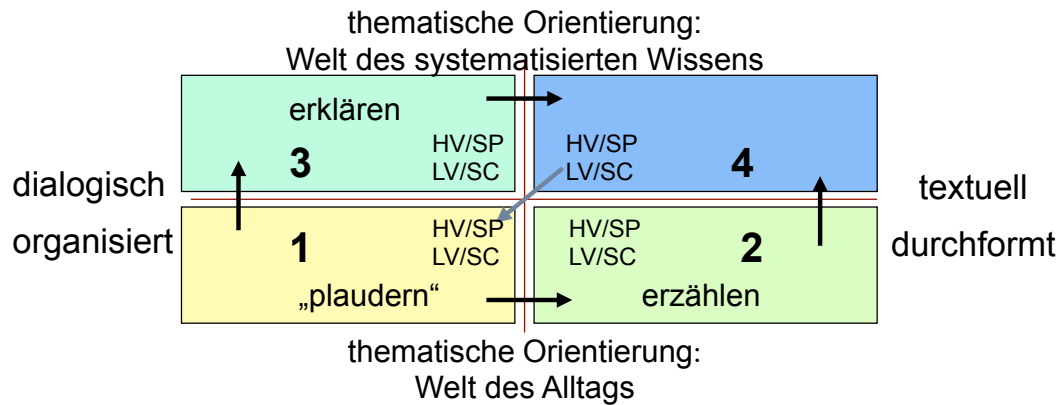 thematische Orientierung:
Welt des systematisierten Wissens
erklären
3
HV/SP
LV/SC
HV/SP
LV/SC
4
dialogisch
organisiert
textuell
durchformt
1
HV/SP
LV/SC
„plaudern“
HV/SP
LV/SC
2
erzählen
thematische Orientierung:
Welt des Alltags